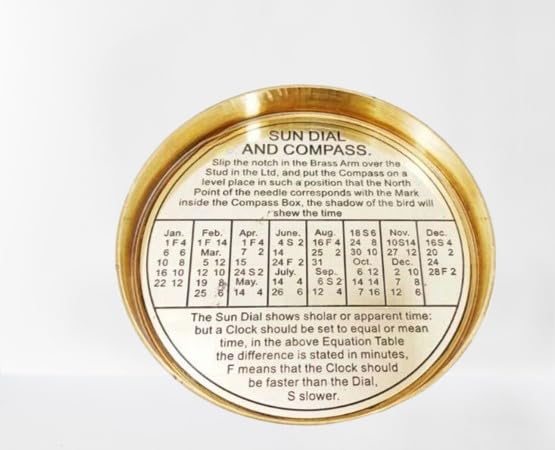 SUN DIAL
AND COMPASS.
Slip the notch in the Brass Arm over the
Stud in the Ltd, and put the Compass on a
level place in such a position that the North
Point of the needle corresponds with the Mark
inside the Compass Box, the shadow of the bird will
shew the time
Jan. Feb. Apr. June. Aug. 18 S 6 Nov. Dec.
1 F 4 1 F 14 1 F 4 4 S 2 16 F 4 24 8 10 S14 16S 4
6 6 Mar. 7 2 14 25 30 10 27 12 20 2
10 8 5 12 15 24 F 2 31 Oct. Dec. 24
16 10 12 10 24 S 2 July. Sep. 6 12 2 10 28F 2
22 12 19 8 May. 14 4 6 S 2 14 14 7 8
25 6 14 4 26 6 12 4 7 16 12 6
The Sun Dial shows sholar or apparent time:
but a Clock should be set to equal or mean
time, in the above Equation Table
the difference is stated in minutes,
F means that the Clock should
be faster than the Dial,
S slower.